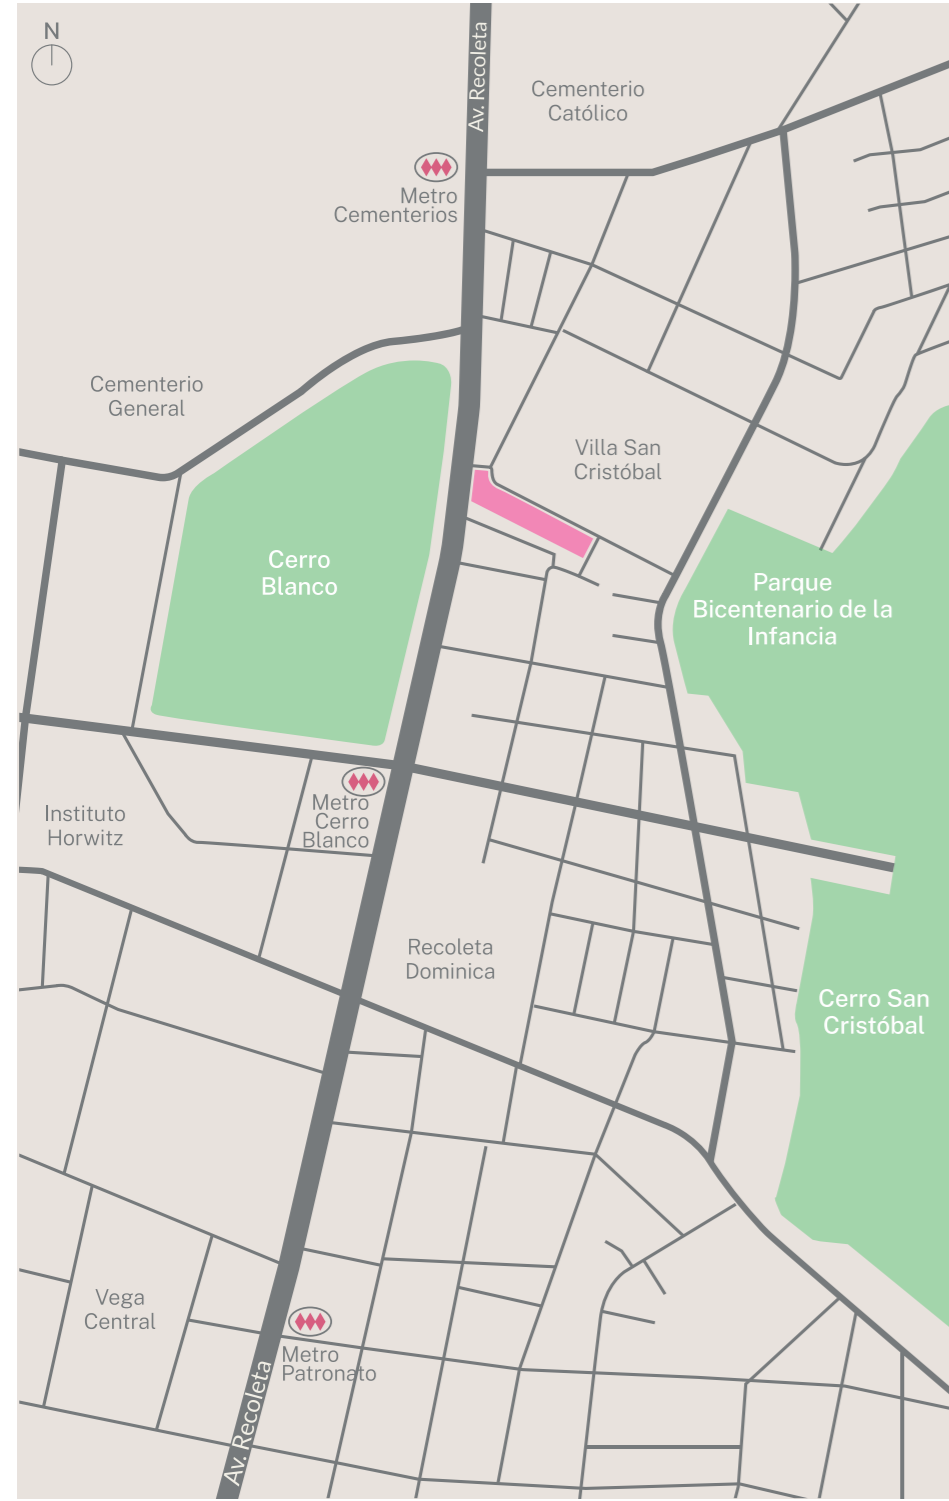 N
Av. Recoleta
Cementerio
Católico
Metro
Cementerios
Cementerio
General
Villa San
Cristóbal
Cerro
Blanco
Parque
Bicentenario de la
Infancia
Metro
Cerro
Blanco
Instituto
Horwitz
Recoleta
Dominica
Cerro San
Cristóbal
Vega
Central
Metro
Patronato
Av. Recoleta